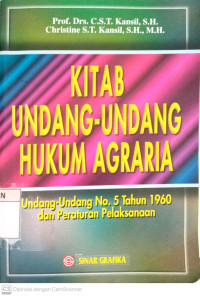 Prof. Drs. C.S.T. Kansil, S.H.
Christine S.T. Kansil, S.H., M.H.
KITAB
UNDANG-UNDANG
HUKUM AGRARIA
Undang-Undang No. 5 Tahun 1960
dan Peraturan Pelaksanaan
N
SINAR GRAFIKA
CS Dipindai dengan CamScanner